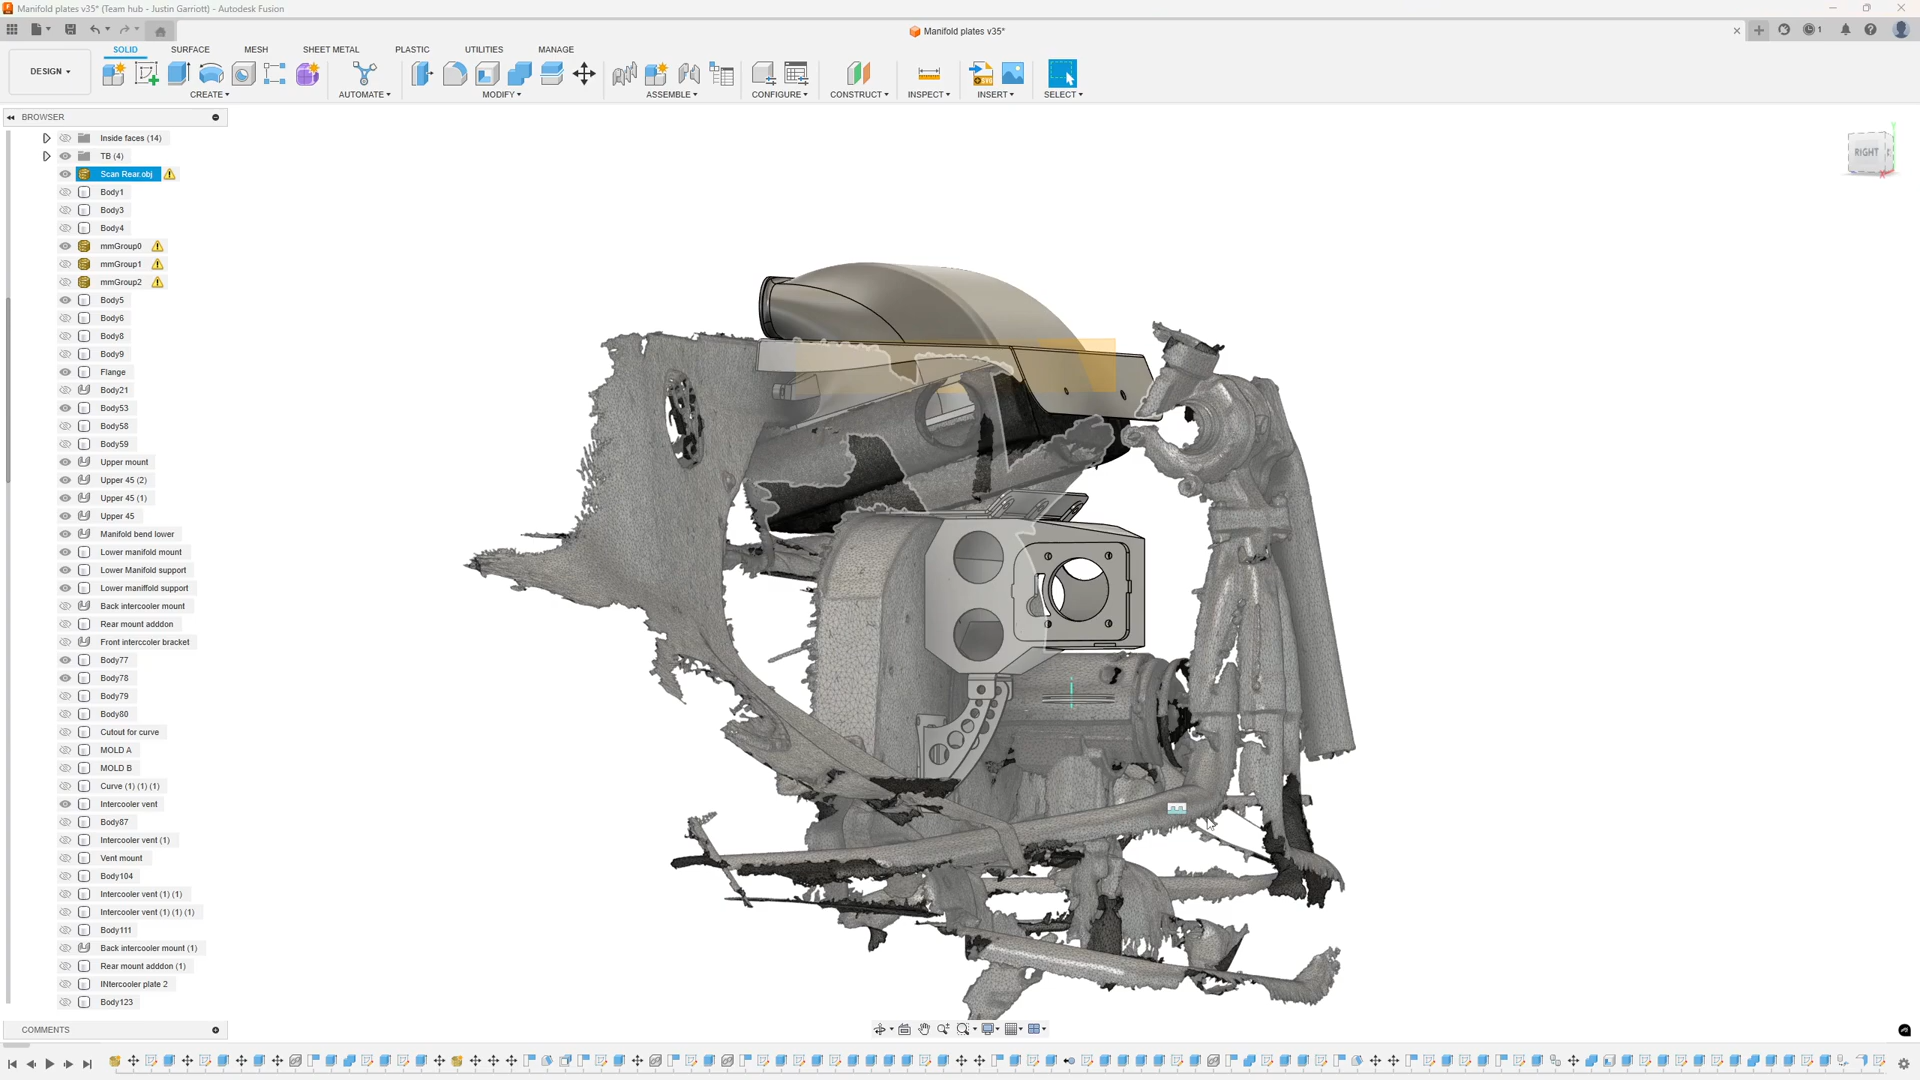 Manifold plates v35* (Team hub - Justin Garriott) - Autodesk Fusion
Manifold plates v35*
1
DESIGN
SOLID
SURFACE
MESH
SHEET METAL
PLASTIC
UTILITIES
MANAGE
CREATE
AUTOMATE
MODIFY
ASSEMBLE
CONFIGURE
CONSTRUCT
INSPECT
INSERT
SELECT
BROWSER
Inside faces (14)
TB (4)
Scan Rear.obj
Body1
Body3
Body4
mmGroup0
mmGroup1
mmGroup2
Body5
Body6
Body8
Body9
Flange
Body21
Body53
Body58
Body59
Upper mount
Upper 45 (2)
Upper 45 (1)
Upper 45
Manifold bend lower
Lower manifold mount
Lower Manifold support
Lower maniffold support
Back intercooler mount
Rear mount adddon
Front interccoler bracket
Body77
Body78
Body79
Body80
Cutout for curve
MOLD A
MOLD B
Curve (1) (1) (1)
Intercooler vent
Body87
Intercooler vent (1)
Vent mount
Body104
Intercooler vent (1) (1)
Intercooler vent (1) (1) (1)
Body111
Back intercooler mount (1)
Rear mount adddon (1)
INtercooler plate 2
Body123
COMMENTS
RIGHT